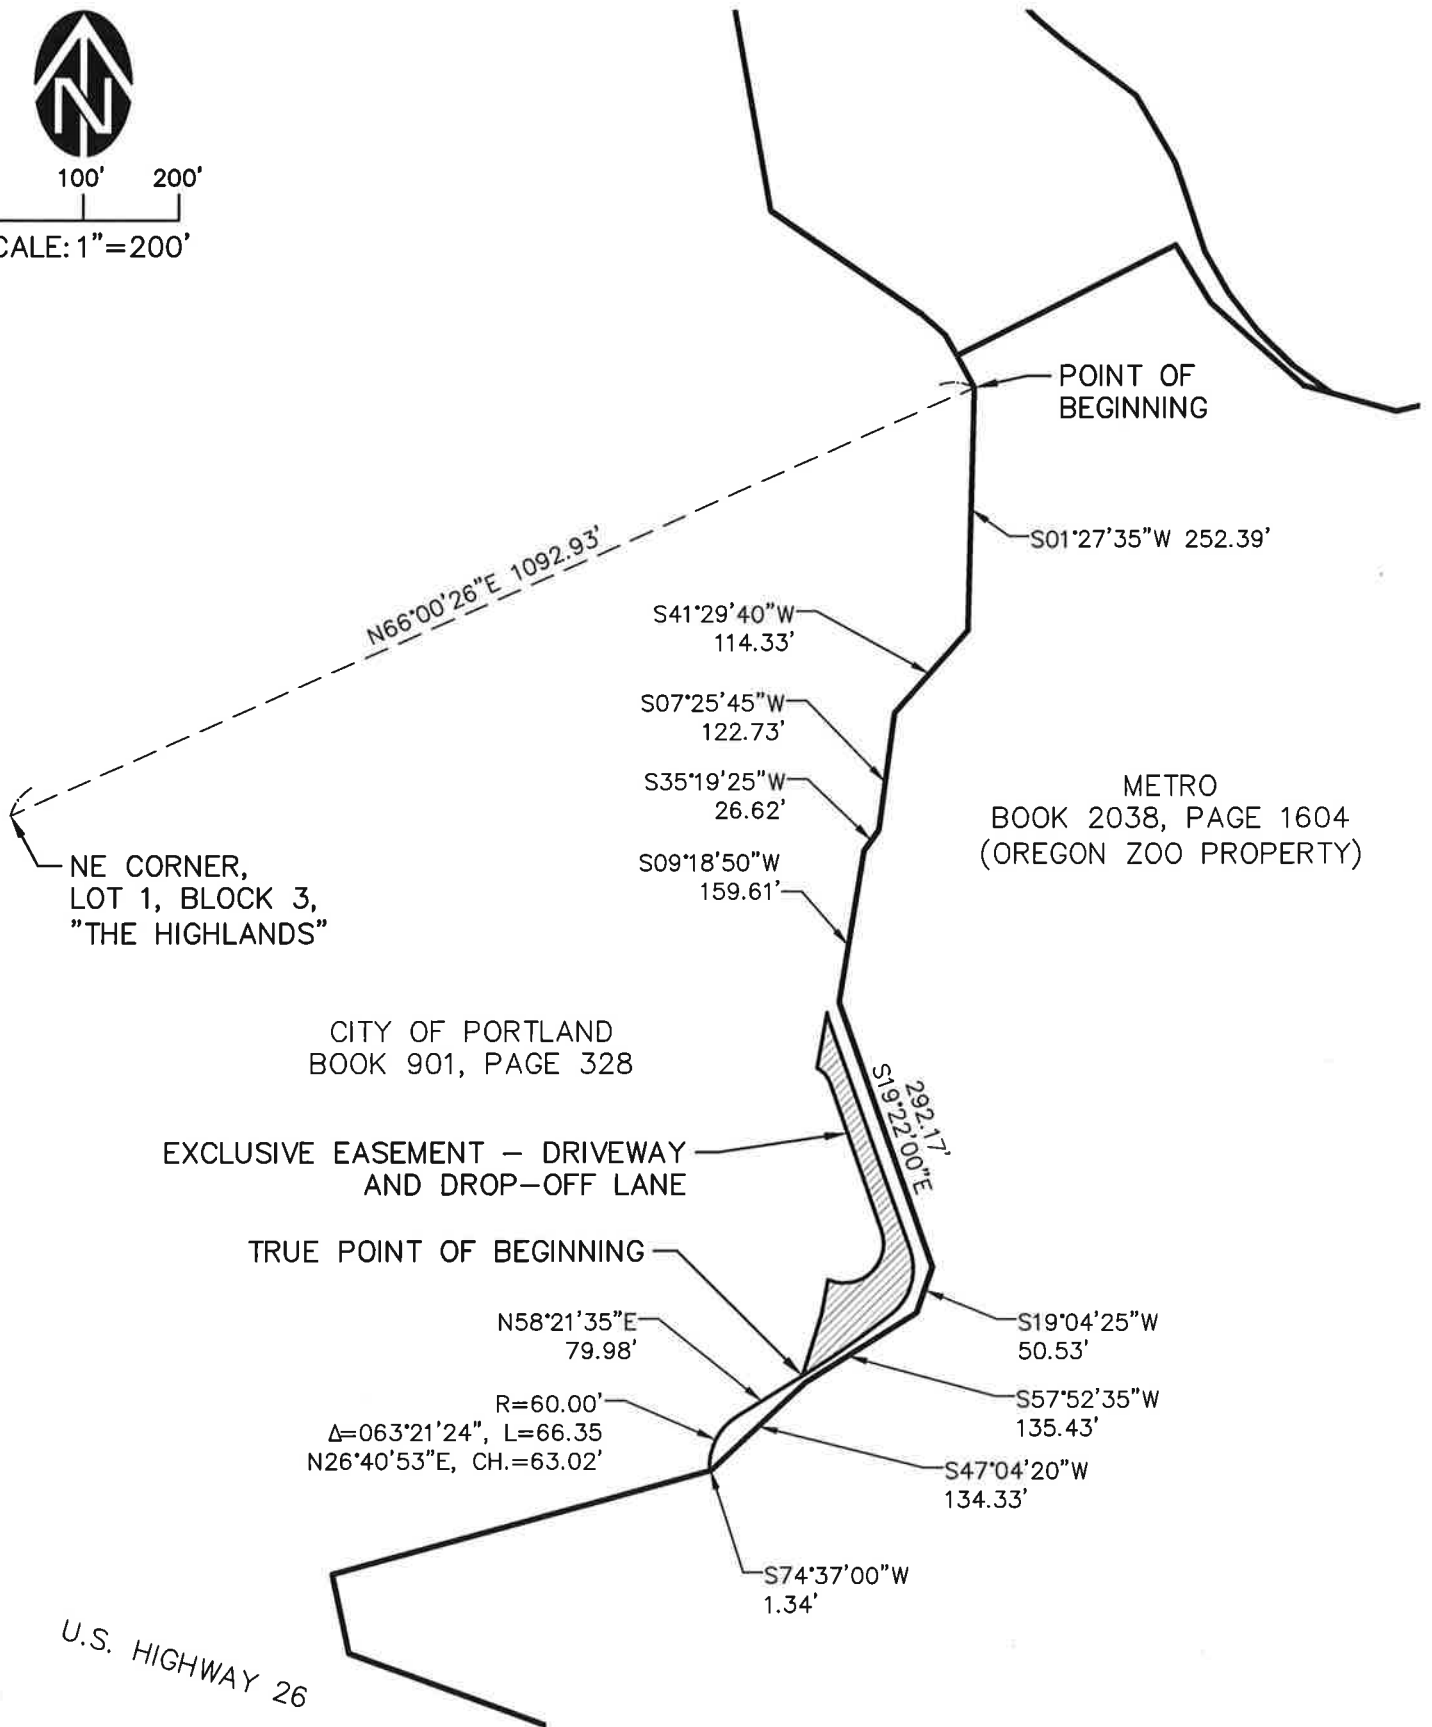 N
100' 200'
CALE: 1"=200'
POINT OF
BEGINNING
S01°27'35"W 252.39'
N66°00'26"E 1092.93'
S41°29'40"W
114.33'
S07°25'45"W
122.73'
S35°19'25"W
26.62'
METRO
BOOK 2038, PAGE 1604
(OREGON ZOO PROPERTY)
S09°18'50"W
159.61'
NE CORNER,
LOT 1, BLOCK 3,
"THE HIGHLANDS"
CITY OF PORTLAND
BOOK 901, PAGE 328
292.17'
S19°22'00"E
EXCLUSIVE EASEMENT – DRIVEWAY
AND DROP–OFF LANE
TRUE POINT OF BEGINNING
N58°21'35"E
79.98'
S19°04'25"W
50.53'
R=60.00'
Δ=063°21'24", L=66.35
N26°40'53"E, CH.=63.02'
S57°52'35"W
135.43'
S47°04'20"W
134.33'
S74°37'00"W
1.34'
U.S. HIGHWAY 26